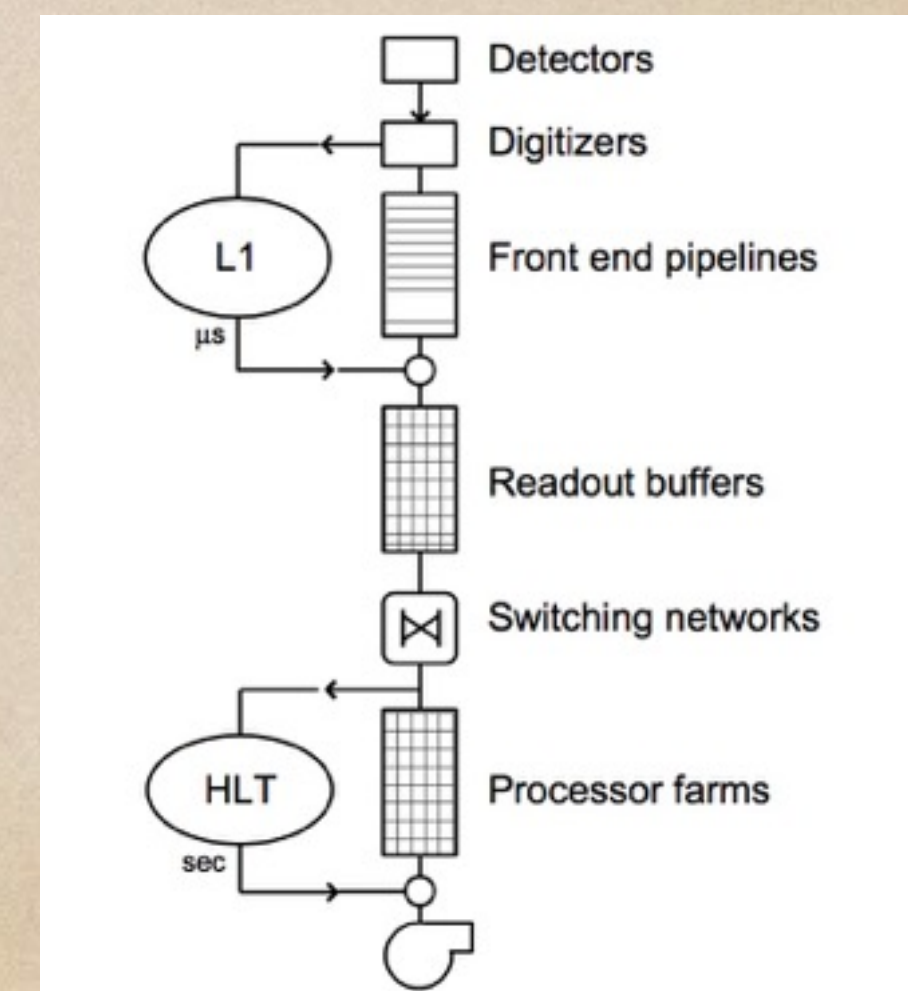 Detectors
Digitizers
L1
Front end pipelines
μs
Readout buffers
Switching networks
HLT
Processor farms
sec